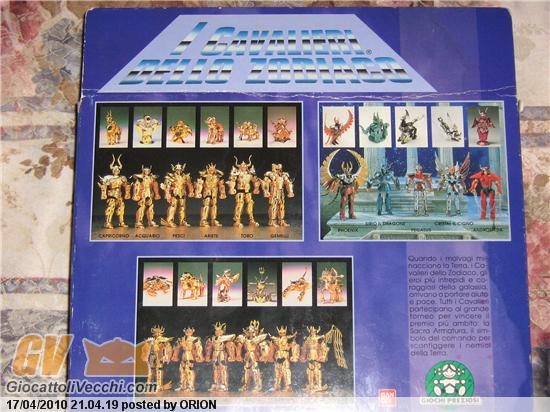 I CAVALIERI
DELLO ZODIACO®
CAPRICORNO ACQUARIO PESCI ARIETE TORO GEMELLI
PHOENIX SIRIO IL DRAGONE PEGASUS CRISTAL IL CIGNO ANDROMEDA
Quando i malvagi mi-
nacciano la Terra, i Ca-
valieri dello Zodiaco, gli
eroi più intrepidi e co-
raggiosi della galassia,
arrivano a portare aiuto
e pace. Tutti i Cavalieri
partecipano al grande
torneo per vincere il
premio più ambito: la
Sacra Armatura, il sim-
bolo del comando per
sconfiggere i nemici
della Terra.
BAN
DAI
GIOCHI PREZIOSI
GV
GiocattoliVecchi.com
17/04/2010 21.04.19 posted by ORION